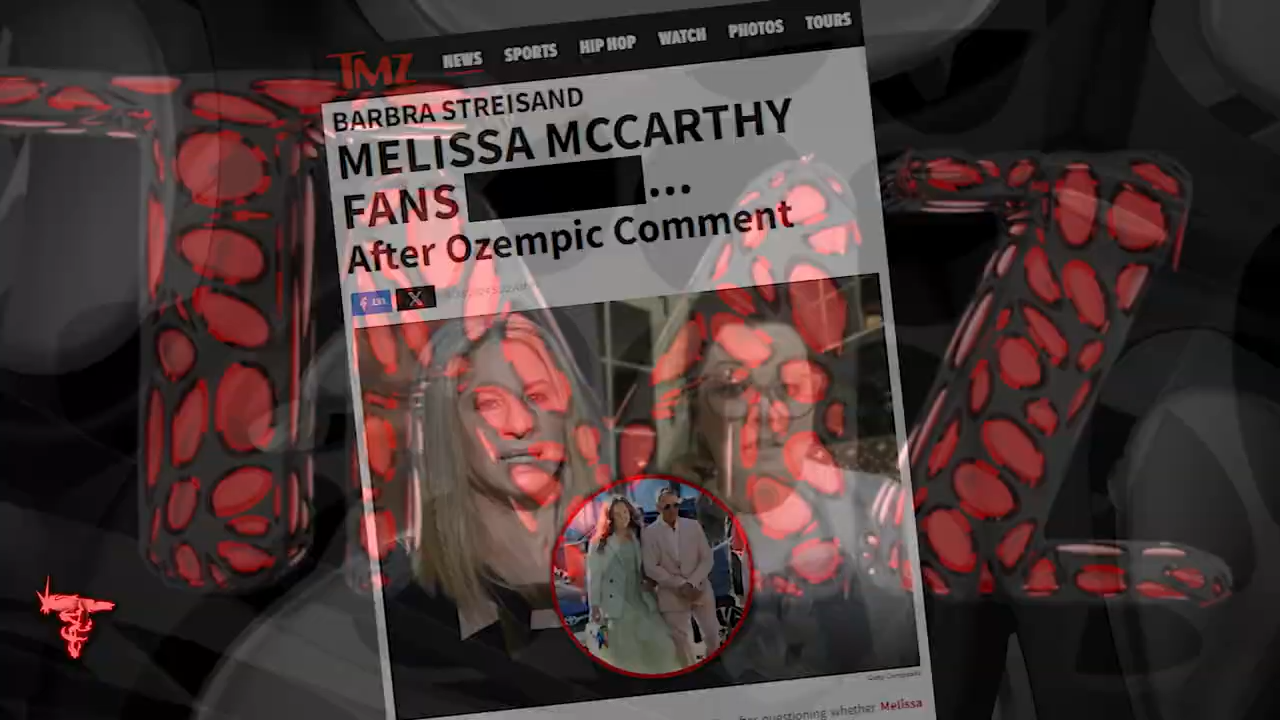 TMZ
NEWS SPORTS HIP HOP WATCH PHOTOS TOURS
BARBRA STREISAND
MELISSA MCCARTHY
FANS ...
After Ozempic Comment
questioning whether Melissa
TMZ